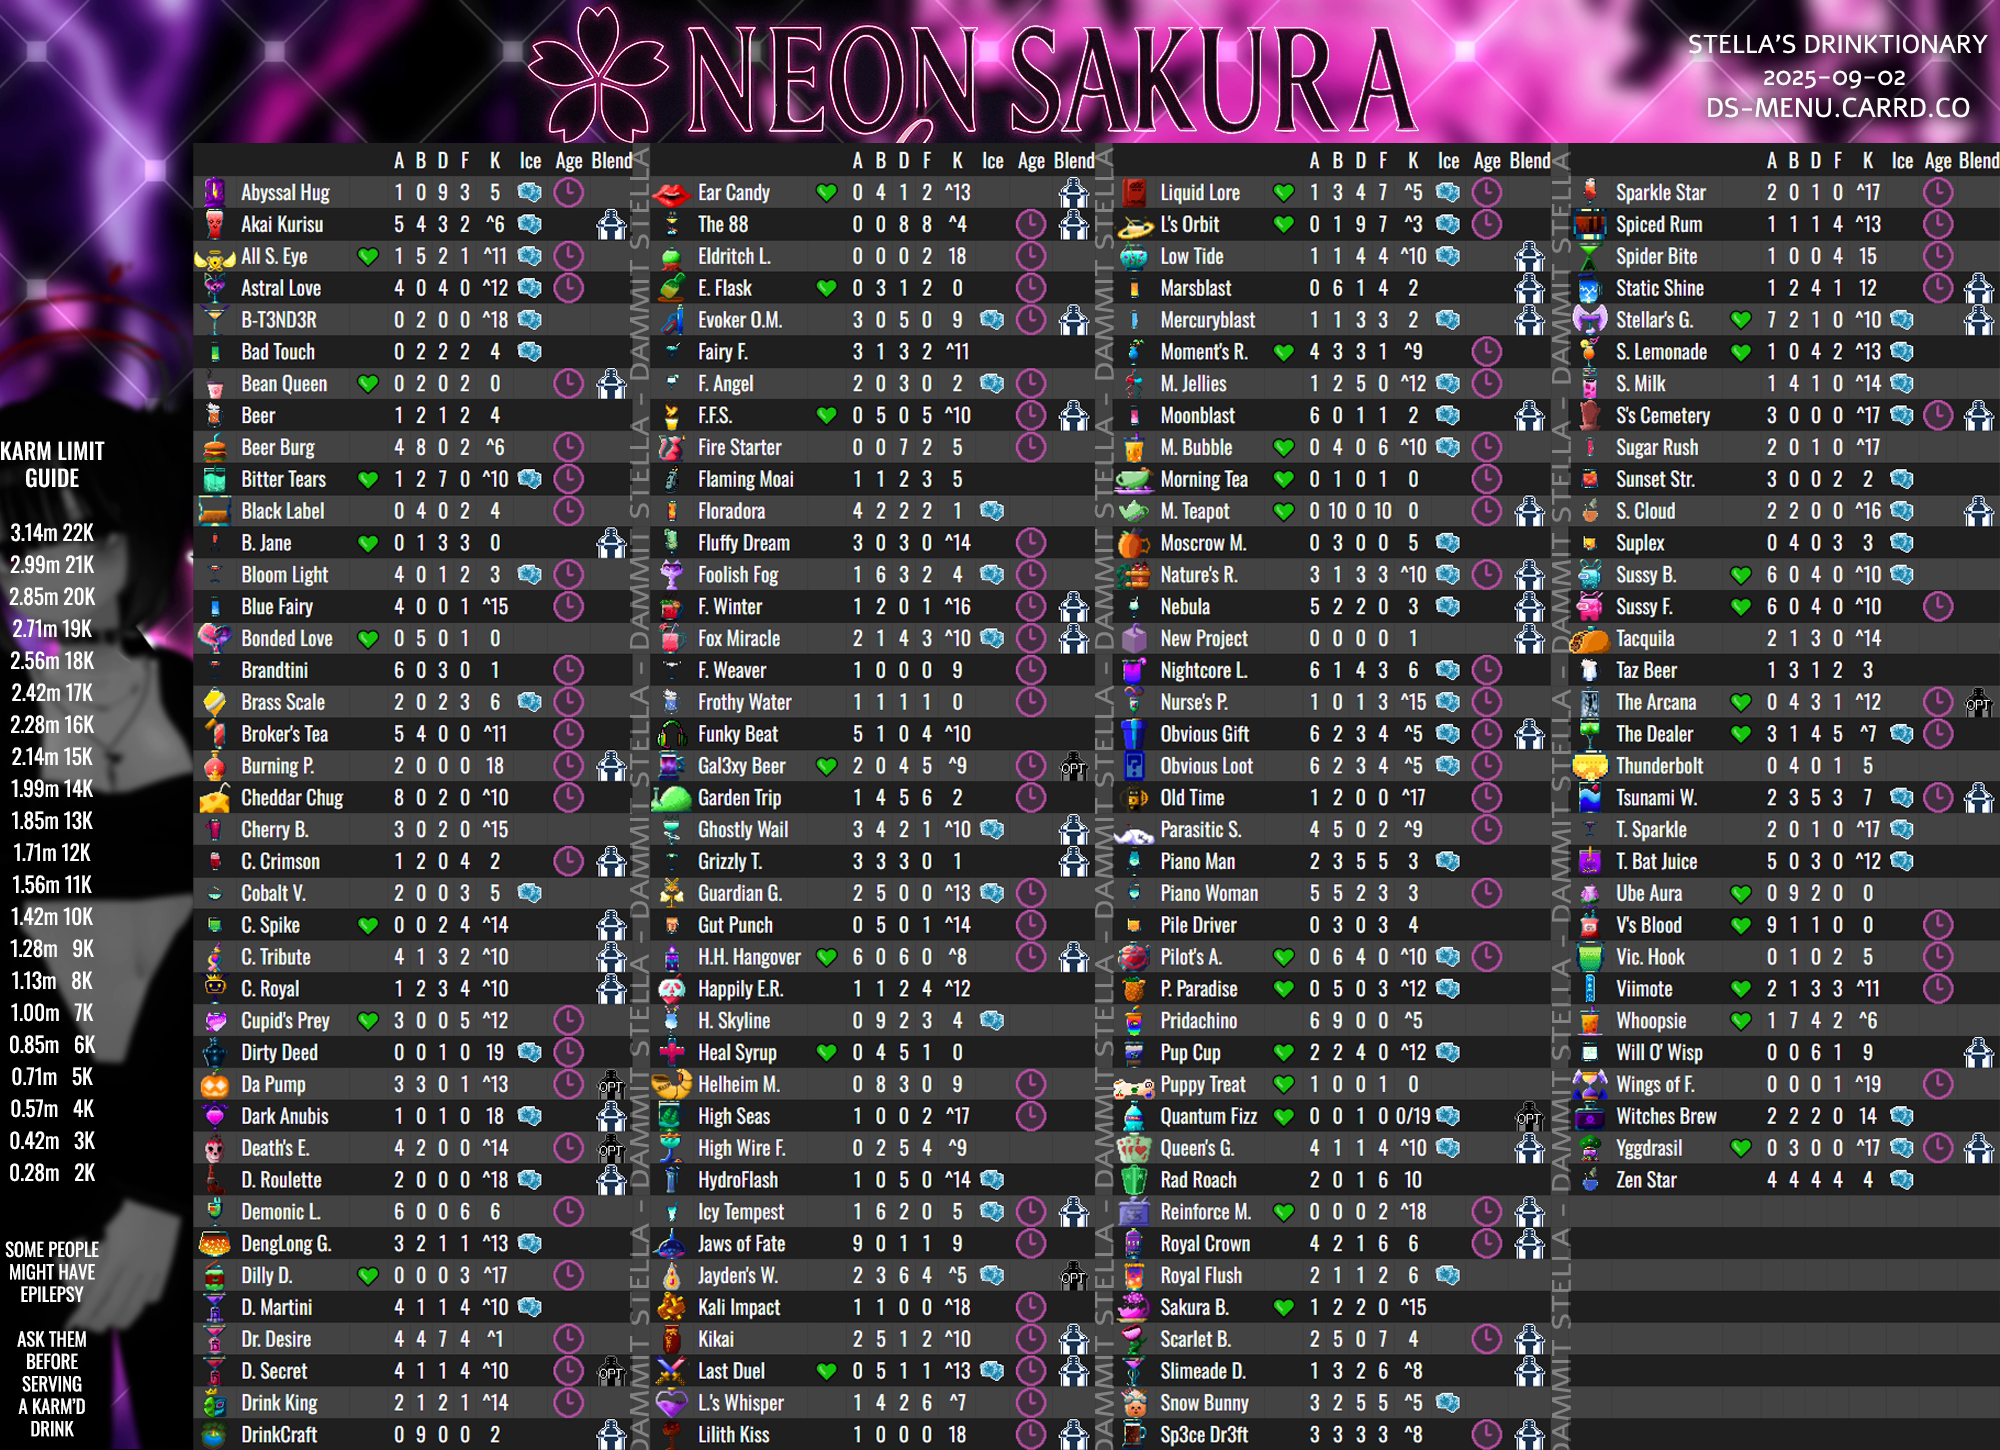 NEON SAKURA
STELLA'S DRINKTIONARY
2025-09-02
DS-MENU.CARRD.CO
KARM LIMIT
GUIDE
3.14m 22K
2.99m 21K
2.85m 20K
2.71m 19K
2.56m 18K
2.42m 17K
2.28m 16K
2.14m 15K
1.99m 14K
1.85m 13K
1.71m 12K
1.56m 11K
1.42m 10K
1.28m 9K
1.13m 8K
1.00m 7K
0.85m 6K
0.71m 5K
0.57m 4K
0.42m 3K
0.28m 2K
SOME PEOPLE
MIGHT HAVE
EPILEPSY
ASK THEM
BEFORE
SERVING
A KARM'D
DRINK
A B D F K Ice Age Blend
Abyssal Hug 1 0 9 3 5
Akai Kurisu 5 4 3 2 ^6
All S. Eye 1 5 2 1 ^11
Astral Love 4 0 4 0 ^12
B-T3ND3R 0 2 0 0 ^18
Bad Touch 0 2 2 2 4
Bean Queen 0 2 0 2 0
Beer 1 2 1 2 4
Beer Burg 4 8 0 2 ^6
Bitter Tears 1 2 7 0 ^10
Black Label 0 4 0 2 4
B. Jane 0 1 3 3 0
Bloom Light 4 0 1 2 3
Blue Fairy 4 0 0 1 ^15
Bonded Love 0 5 0 1 0
Brandtini 6 0 3 0 1
Brass Scale 2 0 2 3 6
Broker's Tea 5 4 0 0 ^11
Burning P. 2 0 0 0 18
Cheddar Chug 8 0 2 0 ^10
Cherry B. 3 0 2 0 ^15
C. Crimson 1 2 0 4 2
Cobalt V. 2 0 0 3 5
C. Spike 0 0 2 4 ^14
C. Tribute 4 1 3 2 ^10
C. Royal 1 2 3 4 ^10
Cupid's Prey 3 0 0 5 ^12
Dirty Deed 0 0 1 0 19
Da Pump 3 3 0 1 ^13 OPT
Dark Anubis 1 0 1 0 18
Death's E. 4 2 0 0 ^14 OPT
D. Roulette 2 0 0 0 ^18
Demonic L. 6 0 0 6 6
DengLong G. 3 2 1 1 ^13
Dilly D. 0 0 0 3 ^17
D. Martini 4 1 1 4 ^10
Dr. Desire 4 4 7 4 ^1
D. Secret 4 1 1 4 ^10 OPT
Drink King 2 1 2 1 ^14
DrinkCraft 0 9 0 0 2
DAMMIT STELLA - DAMMIT STELLA - DAMMIT STELLA - DAMMIT STELLA
A B D F K Ice Age Blend
Ear Candy 0 4 1 2 ^13
The 88 0 0 8 8 ^4
Eldritch L. 0 0 0 2 18
E. Flask 0 3 1 2 0
Evoker O.M. 3 0 5 0 9
Fairy F. 3 1 3 2 ^11
F. Angel 2 0 3 0 2
F.F.S. 0 5 0 5 ^10
Fire Starter 0 0 7 2 5
Flaming Moai 1 1 2 3 5
Floradora 4 2 2 2 1
Fluffy Dream 3 0 3 0 ^14
Foolish Fog 1 6 3 2 4
F. Winter 1 2 0 1 ^16
Fox Miracle 2 1 4 3 ^10
F. Weaver 1 0 0 0 9
Frothy Water 1 1 1 1 0
Funky Beat 5 1 0 4 ^10
Gal3xy Beer 2 0 4 5 ^9 OPT
Garden Trip 1 4 5 6 2
Ghostly Wail 3 4 2 1 ^10
Grizzly T. 3 3 3 0 1
Guardian G. 2 5 0 0 ^13
Gut Punch 0 5 0 1 ^14
H.H. Hangover 6 0 6 0 ^8
Happily E.R. 1 1 2 4 ^12
H. Skyline 0 9 2 3 4
Heal Syrup 0 4 5 1 0
Helheim M. 0 8 3 0 9
High Seas 1 0 0 2 ^17
High Wire F. 0 2 5 4 ^9
HydroFlash 1 0 5 0 ^14
Icy Tempest 1 6 2 0 5
Jaws of Fate 9 0 1 1 9
Jayden's W. 2 3 6 4 ^5 OPT
Kali Impact 1 1 0 0 ^18
Kikai 2 5 1 2 ^10
Last Duel 0 5 1 1 ^13
L.'s Whisper 1 4 2 6 ^7
Lilith Kiss 1 0 0 0 18
DAMMIT STELLA - DAMMIT STELLA - DAMMIT STELLA - DAMMIT STELLA
A B D F K Ice Age Blend
Liquid Lore 1 3 4 7 ^5
L's Orbit 0 1 9 7 ^3
Low Tide 1 1 4 4 ^10
Marsblast 0 6 1 4 2
Mercuryblast 1 1 3 3 2
Moment's R. 4 3 3 1 ^9
M. Jellies 1 2 5 0 ^12
Moonblast 6 0 1 1 2
M. Bubble 0 4 0 6 ^10
Morning Tea 0 1 0 1 0
M. Teapot 0 10 0 10 0
Moscrow M. 0 3 0 0 5
Nature's R. 3 1 3 3 ^10
Nebula 5 2 2 0 3
New Project 0 0 0 0 1
Nightcore L. 6 1 4 3 6
Nurse's P. 1 0 1 3 ^15
Obvious Gift 6 2 3 4 ^5
Obvious Loot 6 2 3 4 ^5
Old Time 1 2 0 0 ^17
Parasitic S. 4 5 0 2 ^9
Piano Man 2 3 5 5 3
Piano Woman 5 5 2 3 3
Pile Driver 0 3 0 3 4
Pilot's A. 0 6 4 0 ^10
P. Paradise 0 5 0 3 ^12
Pridachino 6 9 0 0 ^5
Pup Cup 2 2 4 0 ^12
Puppy Treat 1 0 0 1 0
Quantum Fizz 0 0 1 0 0/19 OPT
Queen's G. 4 1 1 4 ^10
Rad Roach 2 0 1 6 10
Reinforce M. 0 0 0 2 ^18
Royal Crown 4 2 1 6 6
Royal Flush 2 1 1 2 6
Sakura B. 1 2 2 0 ^15
Scarlet B. 2 5 0 7 4
Slimeade D. 1 3 2 6 ^8
Snow Bunny 3 2 5 5 ^5
Sp3ce Dr3ft 3 3 3 3 ^8
DAMMIT STELLA - DAMMIT STELLA - DAMMIT STELLA - DAMMIT STELLA
A B D F K Ice Age Blend
Sparkle Star 2 0 1 0 ^17
Spiced Rum 1 1 1 4 ^13
Spider Bite 1 0 0 4 15
Static Shine 1 2 4 1 12
Stellar's G. 7 2 1 0 ^10
S. Lemonade 1 0 4 2 ^13
S. Milk 1 4 1 0 ^14
S's Cemetery 3 0 0 0 ^17
Sugar Rush 2 0 1 0 ^17
Sunset Str. 3 0 0 2 2
S. Cloud 2 2 0 0 ^16
Suplex 0 4 0 3 3
Sussy B. 6 0 4 0 ^10
Sussy F. 6 0 4 0 ^10
Tacquila 2 1 3 0 ^14
Taz Beer 1 3 1 2 3
The Arcana 0 4 3 1 ^12 OPT
The Dealer 3 1 4 5 ^7
Thunderbolt 0 4 0 1 5
Tsunami W. 2 3 5 3 7
T. Sparkle 2 0 1 0 ^17
T. Bat Juice 5 0 3 0 ^12
Ube Aura 0 9 2 0 0
V's Blood 9 1 1 0 0
Vic. Hook 0 1 0 2 5
Viimote 2 1 3 3 ^11
Whoopsie 1 7 4 2 ^6
Will O' Wisp 0 0 6 1 9
Wings of F. 0 0 0 1 ^19
Witches Brew 2 2 2 0 14
Yggdrasil 0 3 0 0 ^17
Zen Star 4 4 4 4 4